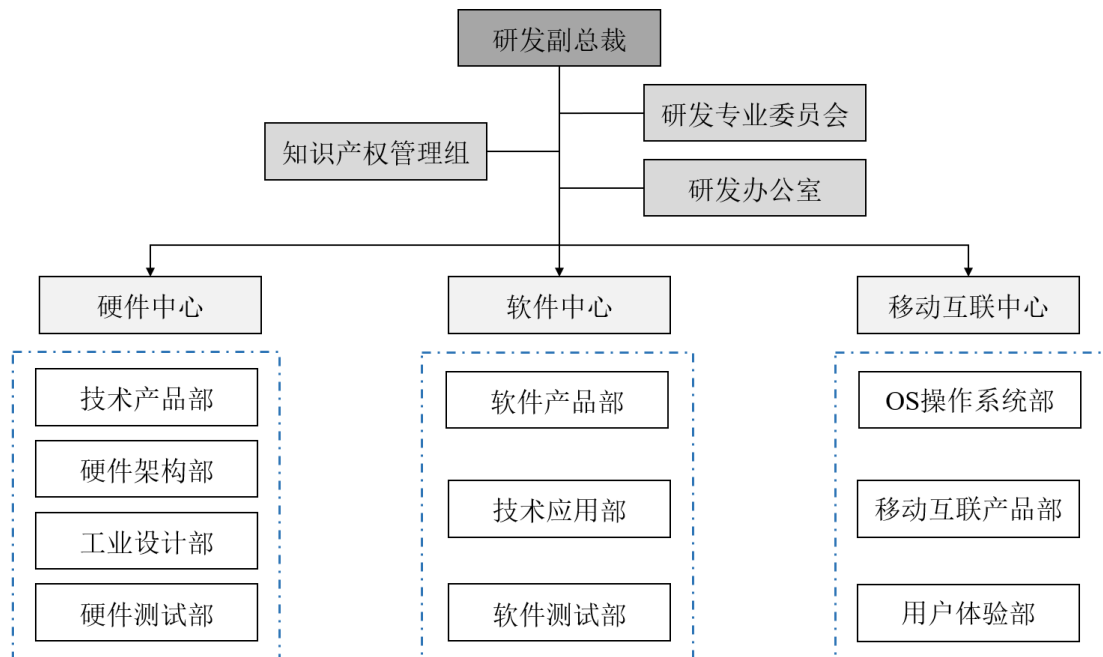 研发副总裁
研发专业委员会
知识产权管理组
研发办公室
硬件中心
软件中心
移动互联中心
技术产品部
硬件架构部
工业设计部
硬件测试部
软件产品部
技术应用部
软件测试部
OS操作系统部
移动互联产品部
用户体验部